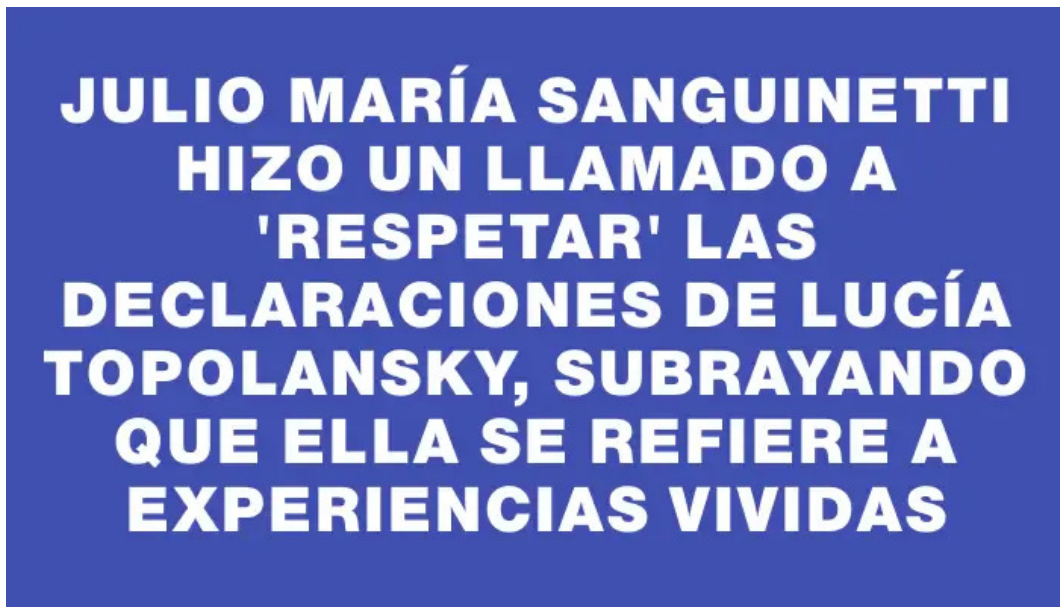 JULIO MARÍA SANGUINETTI
HIZO UN LLAMADO A
'RESPETAR' LAS
DECLARACIONES DE LUCÍA
TOPOLANSKY, SUBRAYANDO
QUE ELLA SE REFIERE A
EXPERIENCIAS VIVIDAS